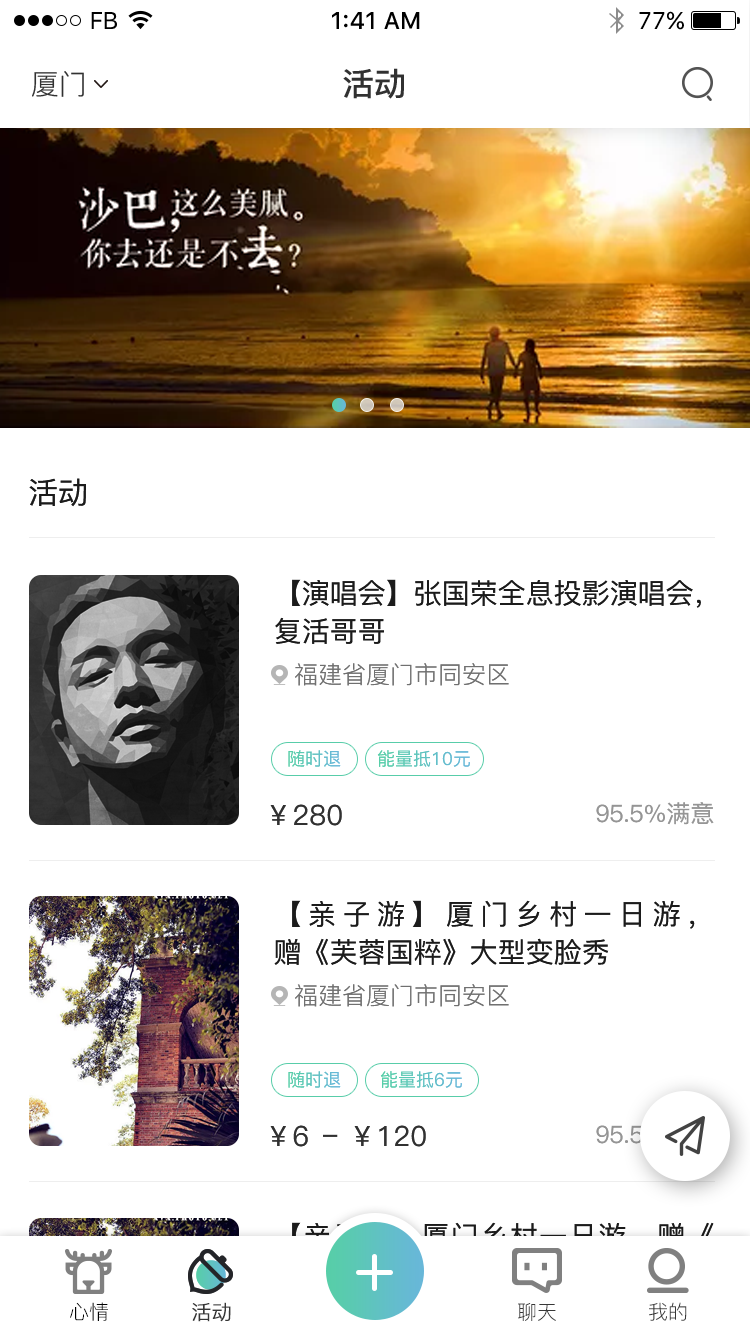 FB 1:41 AM 77%
厦门 活动
沙巴,这么美腻。
你去还是不去?
活动
【演唱会】张国荣全息投影演唱会,
复活哥哥
福建省厦门市同安区
随时退 能量抵10元
¥280 95.5%满意
【亲子游】厦门乡村一日游,
赠《芙蓉国粹》大型变脸秀
福建省厦门市同安区
随时退 能量抵6元
¥6 - ¥120 95.5
厦门乡村一日游 赠《
心情 活动 聊天 我的